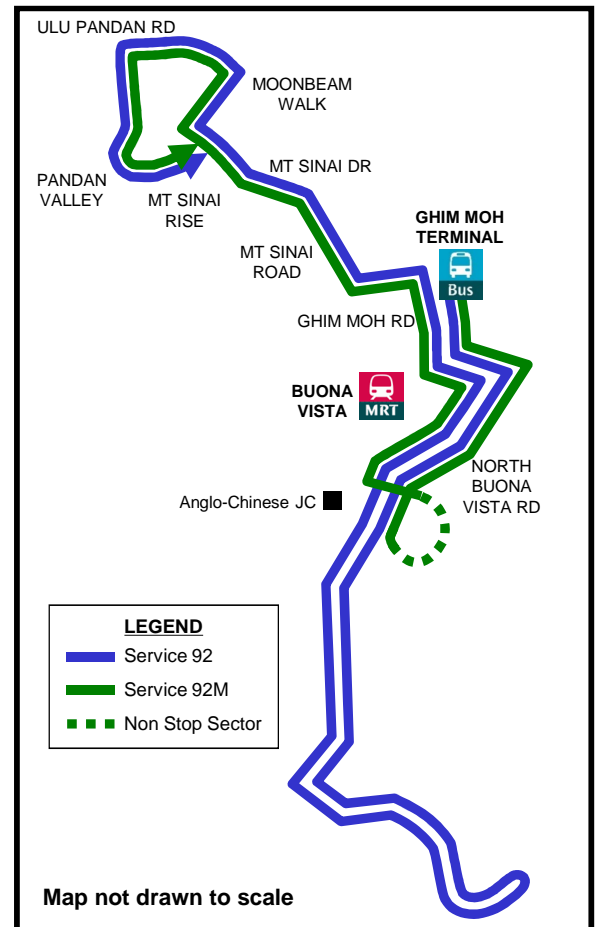 ULU PANDAN RD
MOONBEAM
WALK
MT SINAI DR
PANDAN
VALLEY
MT SINAI
RISE
GHIM MOH
TERMINAL
Bus
MT SINAI
ROAD
GHIM MOH RD
BUONA
VISTA
MRT
NORTH
BUONA
VISTA RD
Anglo-Chinese JC
LEGEND
Service 92
Service 92M
Non Stop Sector
Map not drawn to scale